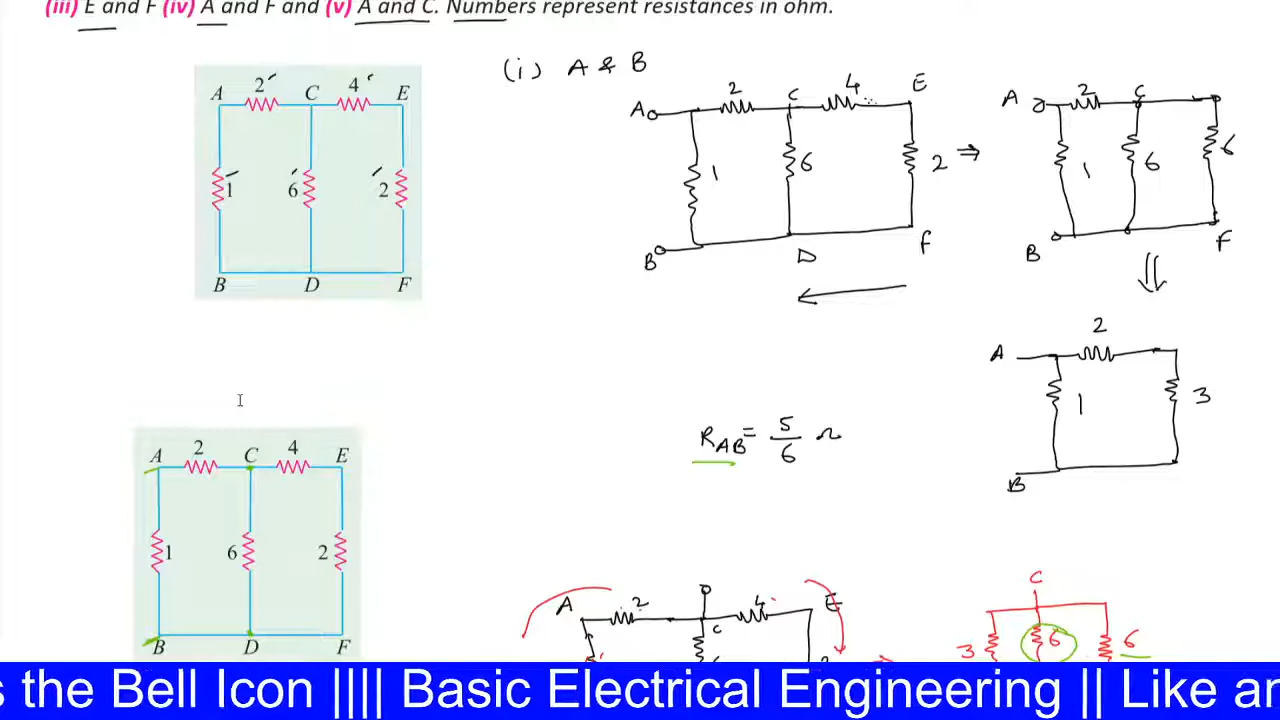 (iii) E and F (iv) A and F and (v) A and C. Numbers represent resistances in ohm.
2 4
A C E
1 6 2
B D F
(i) A & B
A 2 C 4 E
1 6 2
B D F
⇒
A 2 C
1 6 6
B F
⇓
2
A
1 3
B
R_AB = 5/6 Ω
2 4
A C E
1 6 2
B D F
A 2 C 4 E
C
3 6 6
s the Bell Icon |||| Basic Electrical Engineering || Like ar